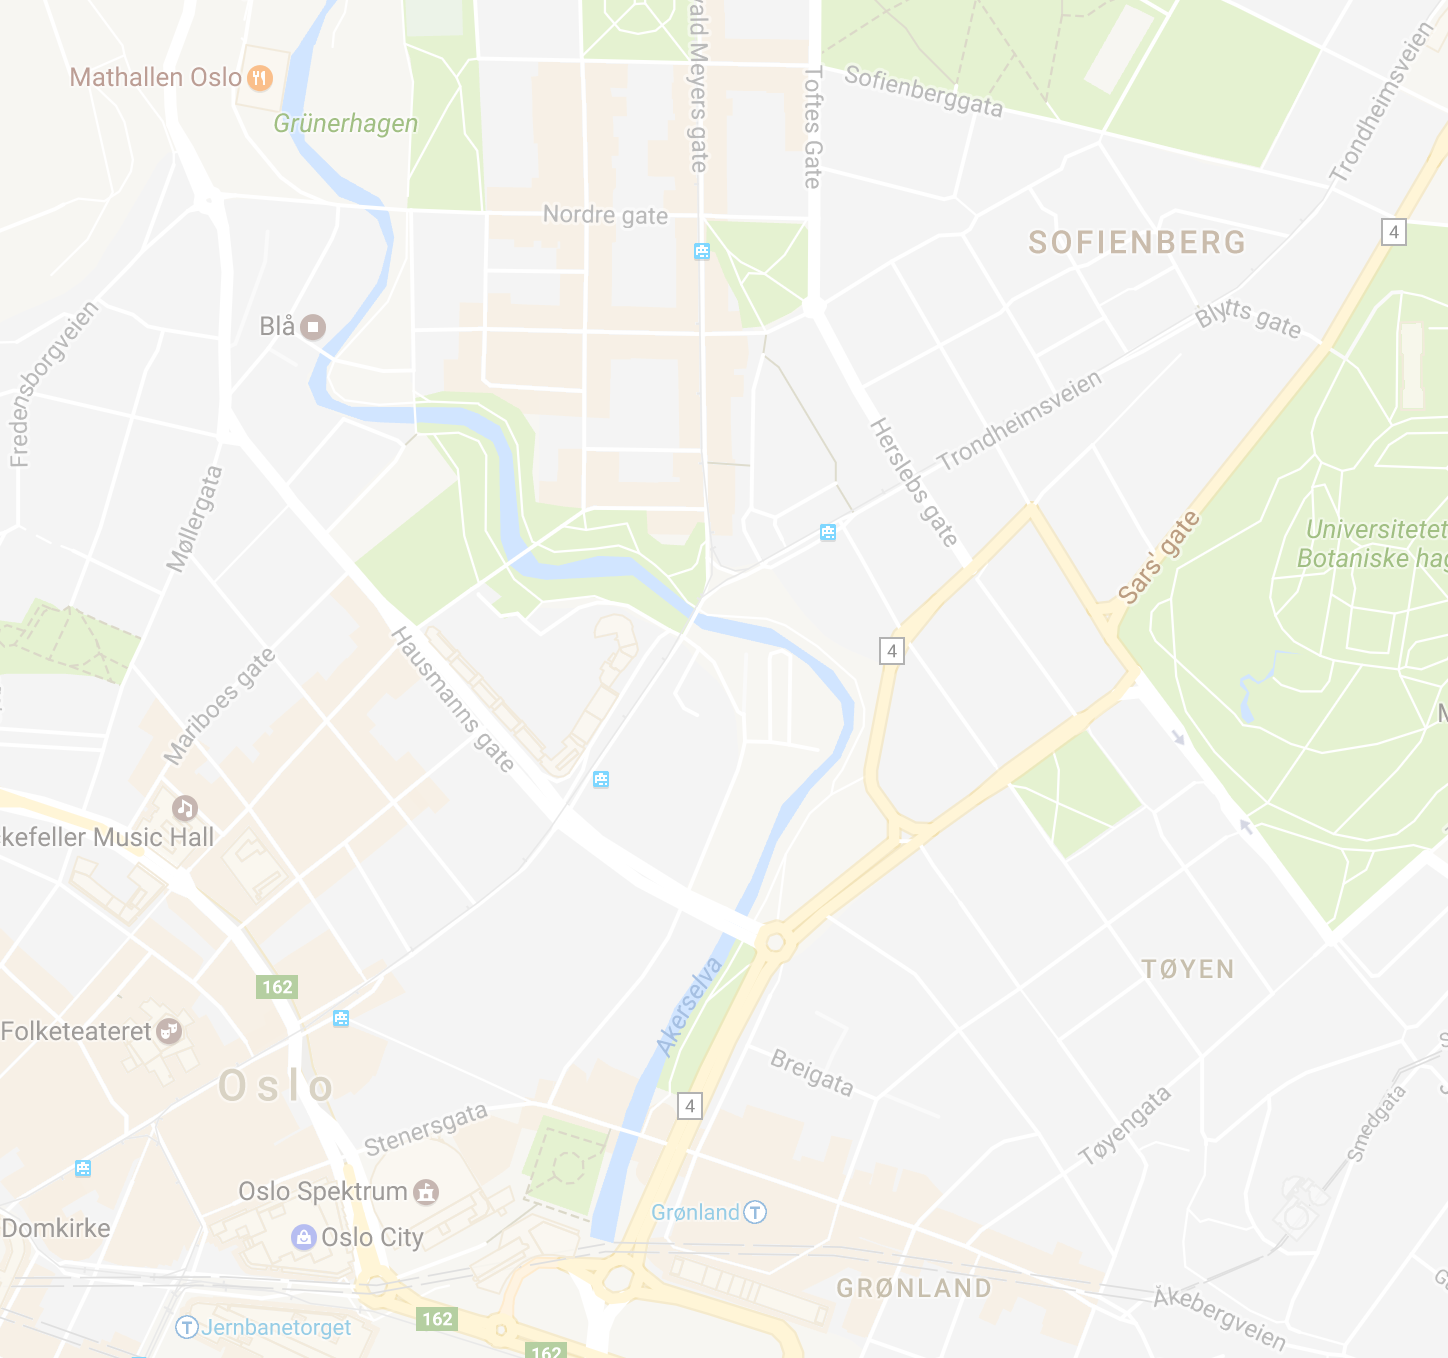 vald Meyers gate
Mathallen Oslo
Toftes Gate
Sofienberggata
Trondheimsveien
Grünerhagen
Nordre gate
SOFIENBERG
4
Blå
Fredensborgveien
Blytts gate
Trondheimsveien
Herslebs gate
Møllergata
Sars' gate
Universitetet
Botaniske hag
Hausmanns gate
4
Mariboes gate
M
ckefeller Music Hall
162
Akerselva
TØYEN
Folketeateret
Oslo
Breigata
4
Stenersgata
Tøyengata
Smedgata
Oslo Spektrum
Grønland
Domkirke
Oslo City
GRØNLAND
Åkebergveien
162
Jernbanetorget
162